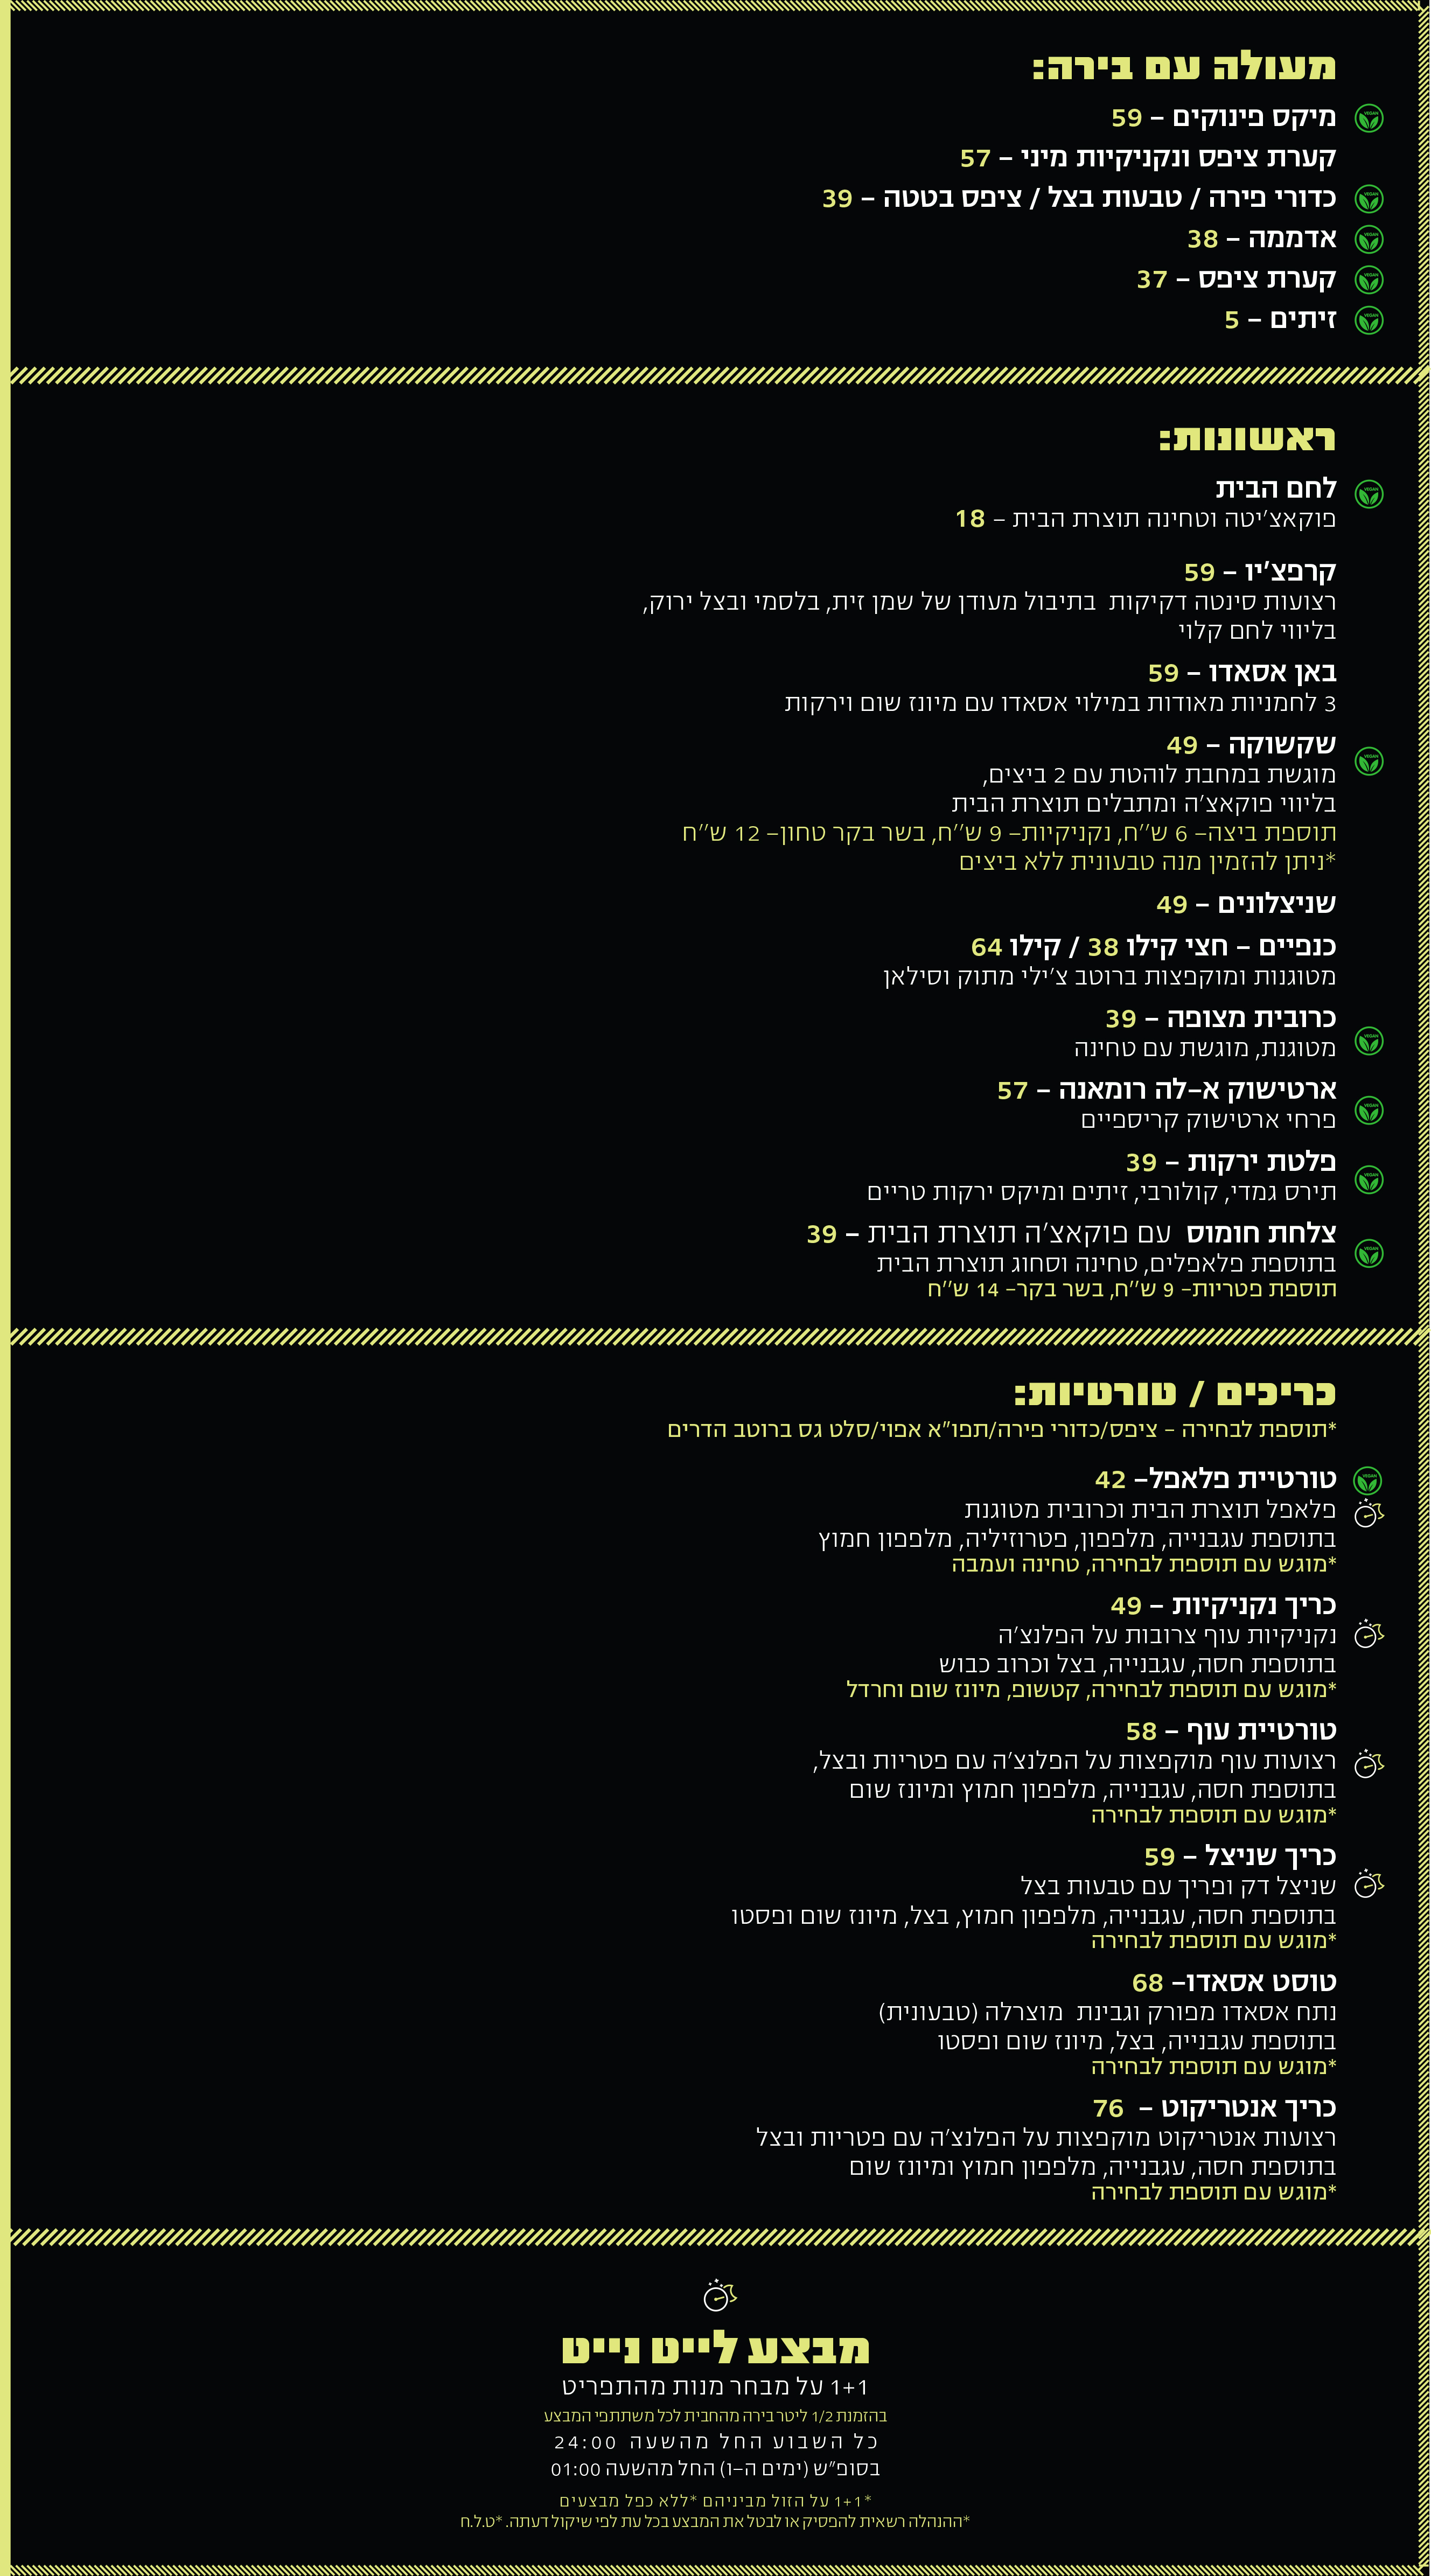 מעולה עם בירה:
מיקס פינוקים – 59
קערת ציפס ונקניקיות מיני – 57
כדורי פירה / טבעות בצל / ציפס בטטה – 39
אדממה – 38
קערת ציפס – 37
זיתים – 5
ראשונות:
לחם הבית
פוקאצ'יטה וטחינה תוצרת הבית – 18
קרפצ'יו – 59
רצועות סינטה דקיקות בתיבול מעודן של שמן זית, בלסמי ובצל ירוק,
בליווי לחם קלוי
באן אסאדו – 59
3 לחמניות מאודות במילוי אסאדו עם מיונז שום וירקות
שקשוקה – 49
מוגשת במחבת לוהטת עם 2 ביצים,
בליווי פוקאצ'ה ומתבלים תוצרת הבית
תוספת ביצה– 6 ש''ח, נקניקיות– 9 ש''ח, בשר בקר טחון– 12 ש''ח
*ניתן להזמין מנה טבעונית ללא ביצים
שניצלונים – 49
כנפיים – חצי קילו 38 / קילו 64
מטוגנות ומוקפצות ברוטב צ'ילי מתוק וסילאן
כרובית מצופה – 39
מטוגנת, מוגשת עם טחינה
ארטישוק א–לה רומאנה – 57
פרחי ארטישוק קריספיים
פלטת ירקות – 39
תירס גמדי, קולורבי, זיתים ומיקס ירקות טריים
צלחת חומוס עם פוקאצ'ה תוצרת הבית – 39
בתוספת פלאפלים, טחינה וסחוג תוצרת הבית
תוספת פטריות– 9 ש''ח, בשר בקר– 14 ש''ח
כריכים / טורטיות:
*תוספת לבחירה – ציפס/כדורי פירה/תפו"א אפוי/סלט גס ברוטב הדרים
טורטיית פלאפל– 42
פלאפל תוצרת הבית וכרובית מטוגנת
בתוספת עגבנייה, מלפפון, פטרוזיליה, מלפפון חמוץ
*מוגש עם תוספת לבחירה, טחינה ועמבה
כריך נקניקיות – 49
נקניקיות עוף צרובות על הפלנצ'ה
בתוספת חסה, עגבנייה, בצל וכרוב כבוש
*מוגש עם תוספת לבחירה, קטשופ, מיונז שום וחרדל
טורטיית עוף – 58
רצועות עוף מוקפצות על הפלנצ'ה עם פטריות ובצל,
בתוספת חסה, עגבנייה, מלפפון חמוץ ומיונז שום
*מוגש עם תוספת לבחירה
כריך שניצל – 59
שניצל דק ופריך עם טבעות בצל
בתוספת חסה, עגבנייה, מלפפון חמוץ, בצל, מיונז שום ופסטו
*מוגש עם תוספת לבחירה
טוסט אסאדו– 68
נתח אסאדו מפורק וגבינת מוצרלה (טבעונית)
בתוספת עגבנייה, בצל, מיונז שום ופסטו
*מוגש עם תוספת לבחירה
כריך אנטריקוט – 76
רצועות אנטריקוט מוקפצות על הפלנצ'ה עם פטריות ובצל
בתוספת חסה, עגבנייה, מלפפון חמוץ ומיונז שום
*מוגש עם תוספת לבחירה
מבצע לייט נייט
1+1 על מבחר מנות מהתפריט
בהזמנת 1/2 ליטר בירה מהחבית לכל משתתפי המבצע
כל השבוע החל מהשעה 24:00
בסופ"ש (ימים ה–ו) החל מהשעה 01:00
*1+1 על הזול מביניהם *ללא כפל מבצעים
*ההנהלה רשאית להפסיק או לבטל את המבצע בכל עת לפי שיקול דעתה. *ט.ל.ח